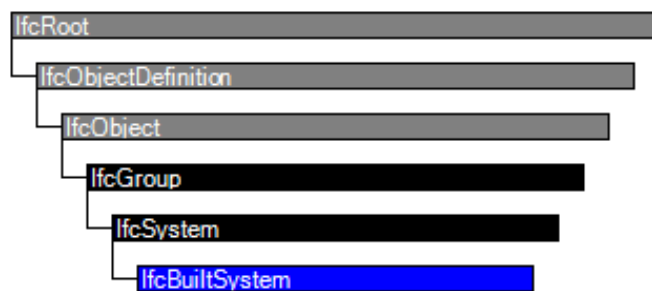 IfcRoot
IfcObjectDefinition
IfcObject
IfcGroup
IfcSystem
IfcBuiltSystem